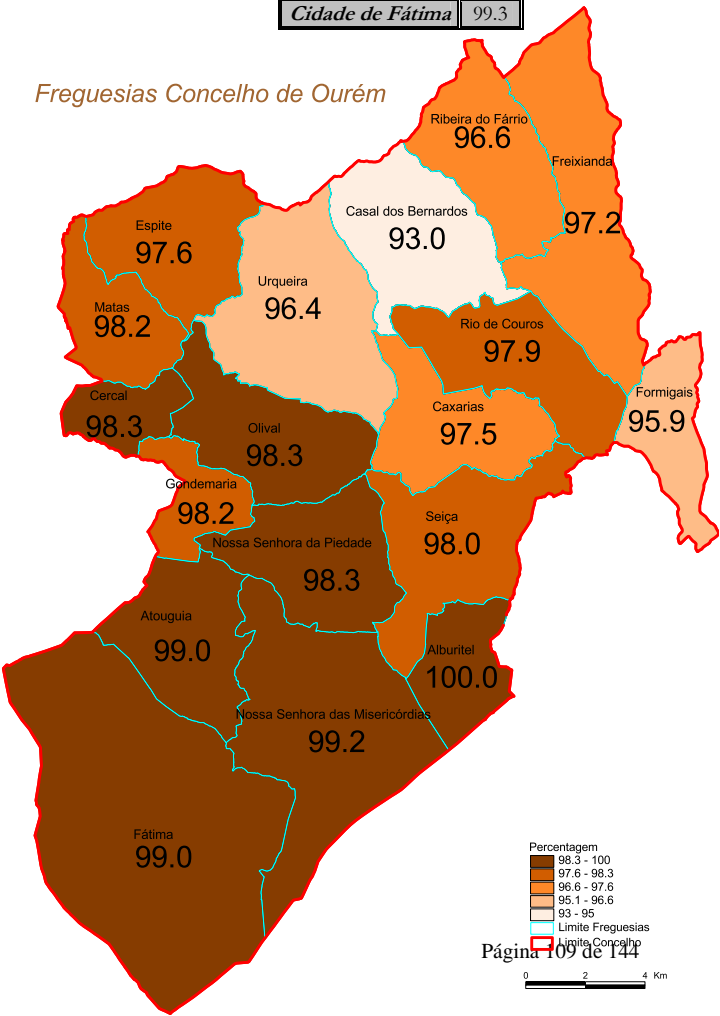 Cidade de Fátima 99.3
Freguesias Concelho de Ourém
Ribeira do Fárrio
96.6
Freixianda
97.2
Casal dos Bernardos
93.0
Espite
97.6
Urqueira
96.4
Matas
98.2
Rio de Couros
97.9
Formigais
95.9
Cercal
98.3
Caxarias
97.5
Olival
98.3
Gondemaria
98.2
Seiça
98.0
Nossa Senhora da Piedade
98.3
Atouguia
99.0
Alburitel
100.0
Nossa Senhora das Misericórdias
99.2
Fátima
99.0
Percentagem
98.3 - 100
97.6 - 98.3
96.6 - 97.6
95.1 - 96.6
93 - 95
Limite Freguesias
Limite Concelho
Página 109 de 144
0 2 4 Km